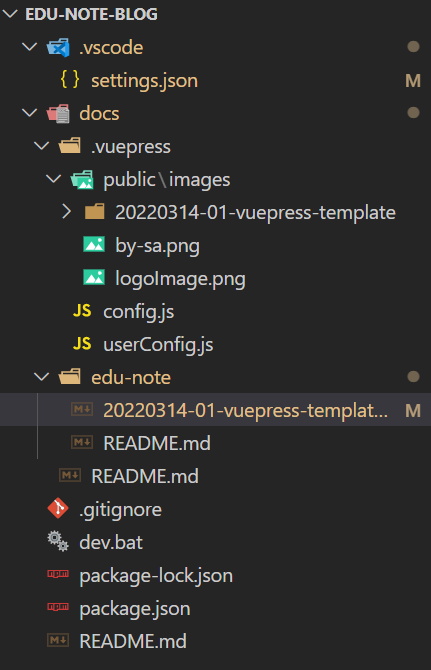 EDU-NOTE-BLOG
.vscode
{} settings.json M
docs
.vuepress
public\images
20220314-01-vuepress-template
by-sa.png
logoImage.png
JS config.js
JS userConfig.js
edu-note
20220314-01-vuepress-templat... M
README.md
README.md
.gitignore
dev.bat
package-lock.json
package.json
README.md